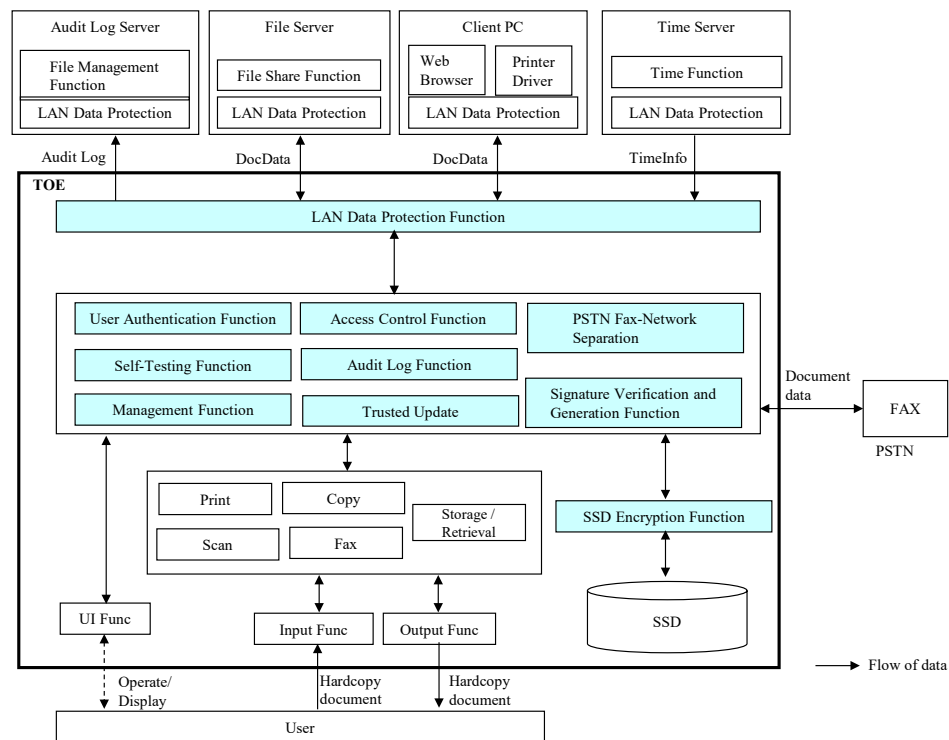 Audit Log Server
File Management
Function
LAN Data Protection
File Server
File Share Function
LAN Data Protection
Client PC
Web
Browser
Printer
Driver
LAN Data Protection
Time Server
Time Function
LAN Data Protection
Audit Log
DocData
DocData
TimeInfo
TOE
LAN Data Protection Function
User Authentication Function
Access Control Function
PSTN Fax-Network
Separation
Self-Testing Function
Audit Log Function
Management Function
Trusted Update
Signature Verification and
Generation Function
Document
data
FAX
PSTN
Print
Copy
Storage /
Retrieval
Scan
Fax
SSD Encryption Function
UI Func
Input Func
Output Func
SSD
Flow of data
Operate/
Display
Hardcopy
document
Hardcopy
document
User